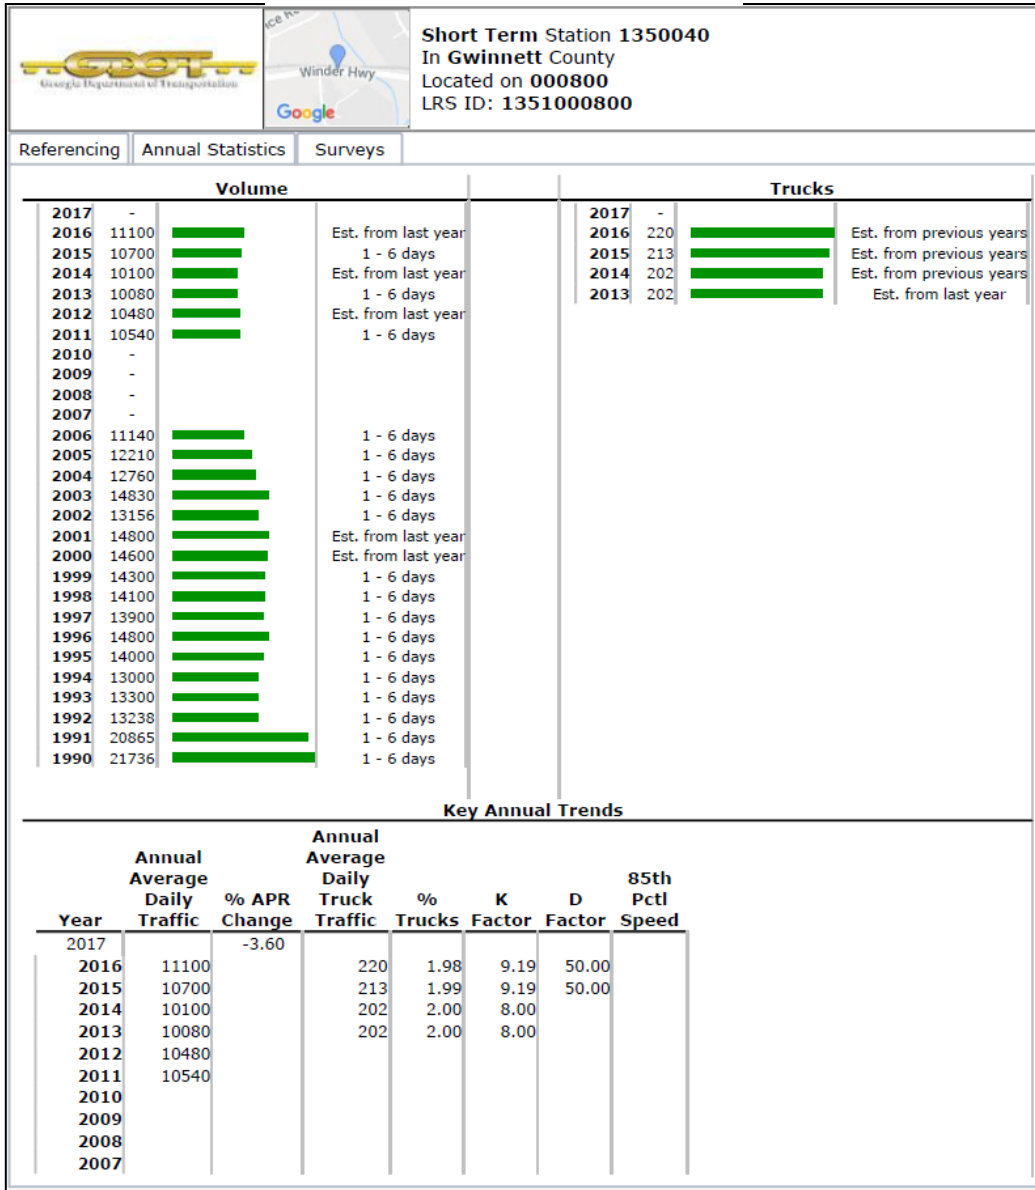 GDOT
Georgia Department of Transportation
Winder Hwy
Google
Short Term Station 1350040
In Gwinnett County
Located on 000800
LRS ID: 1351000800
Referencing Annual Statistics Surveys
Volume Trucks
2017 - 2017 -
2016 11100 Est. from last year 2016 220 Est. from previous years
2015 10700 1 - 6 days 2015 213 Est. from previous years
2014 10100 Est. from last year 2014 202 Est. from previous years
2013 10080 1 - 6 days 2013 202 Est. from last year
2012 10480 Est. from last year
2011 10540 1 - 6 days
2010 -
2009 -
2008 -
2007 -
2006 11140 1 - 6 days
2005 12210 1 - 6 days
2004 12760 1 - 6 days
2003 14830 1 - 6 days
2002 13156 1 - 6 days
2001 14800 Est. from last year
2000 14600 Est. from last year
1999 14300 1 - 6 days
1998 14100 1 - 6 days
1997 13900 1 - 6 days
1996 14800 1 - 6 days
1995 14000 1 - 6 days
1994 13000 1 - 6 days
1993 13300 1 - 6 days
1992 13238 1 - 6 days
1991 20865 1 - 6 days
1990 21736 1 - 6 days
Key Annual Trends
Year Annual Average Daily Traffic % APR Change Annual Average Daily Truck Traffic % Trucks K Factor D Factor 85th Pctl Speed
2017 -3.60
2016 11100 220 1.98 9.19 50.00
2015 10700 213 1.99 9.19 50.00
2014 10100 202 2.00 8.00
2013 10080 202 2.00 8.00
2012 10480
2011 10540
2010
2009
2008
2007